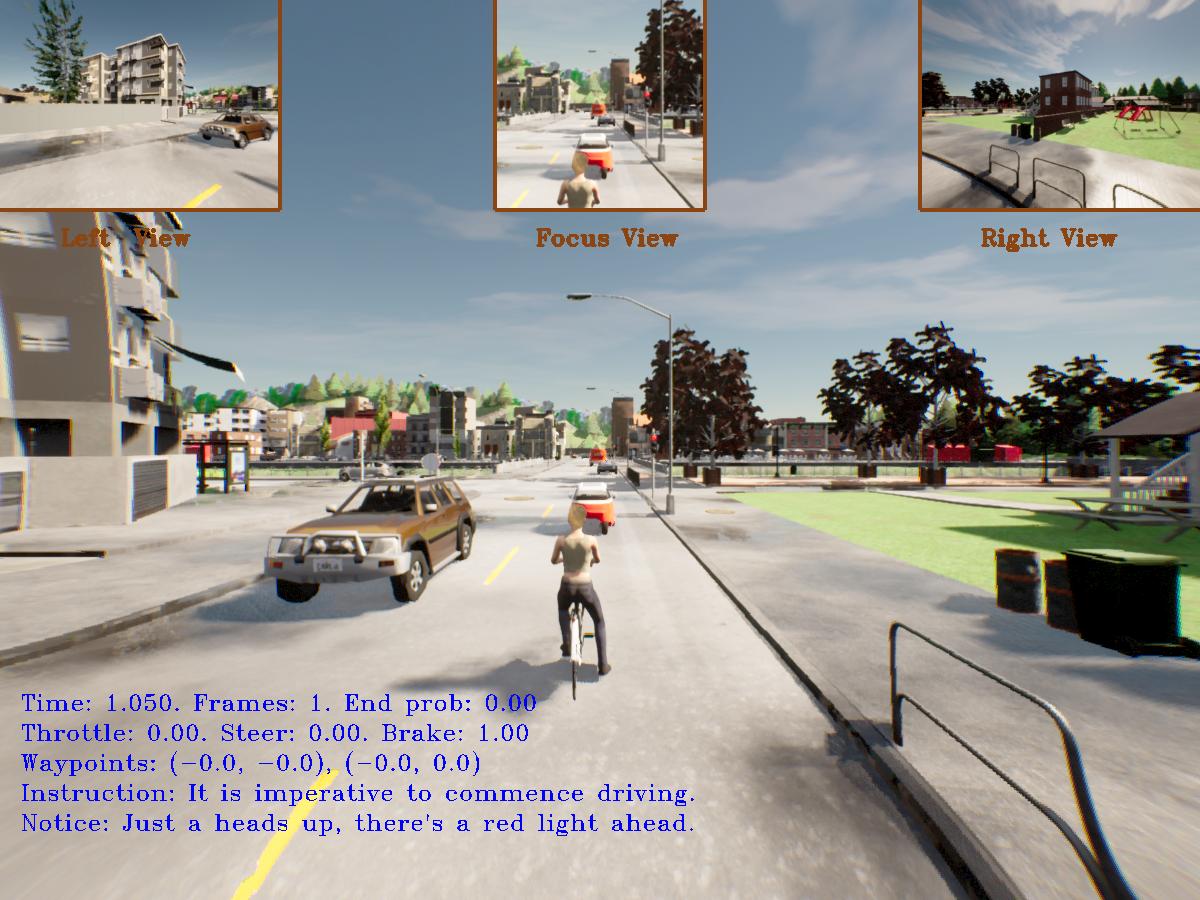 Left View
Focus View
Right View
Time: 1.050. Frames: 1. End prob: 0.00
Throttle: 0.00. Steer: 0.00. Brake: 1.00
Waypoints: (−0.0, −0.0), (−0.0, 0.0)
Instruction: It is imperative to commence driving.
Notice: Just a heads up, there's a red light ahead.